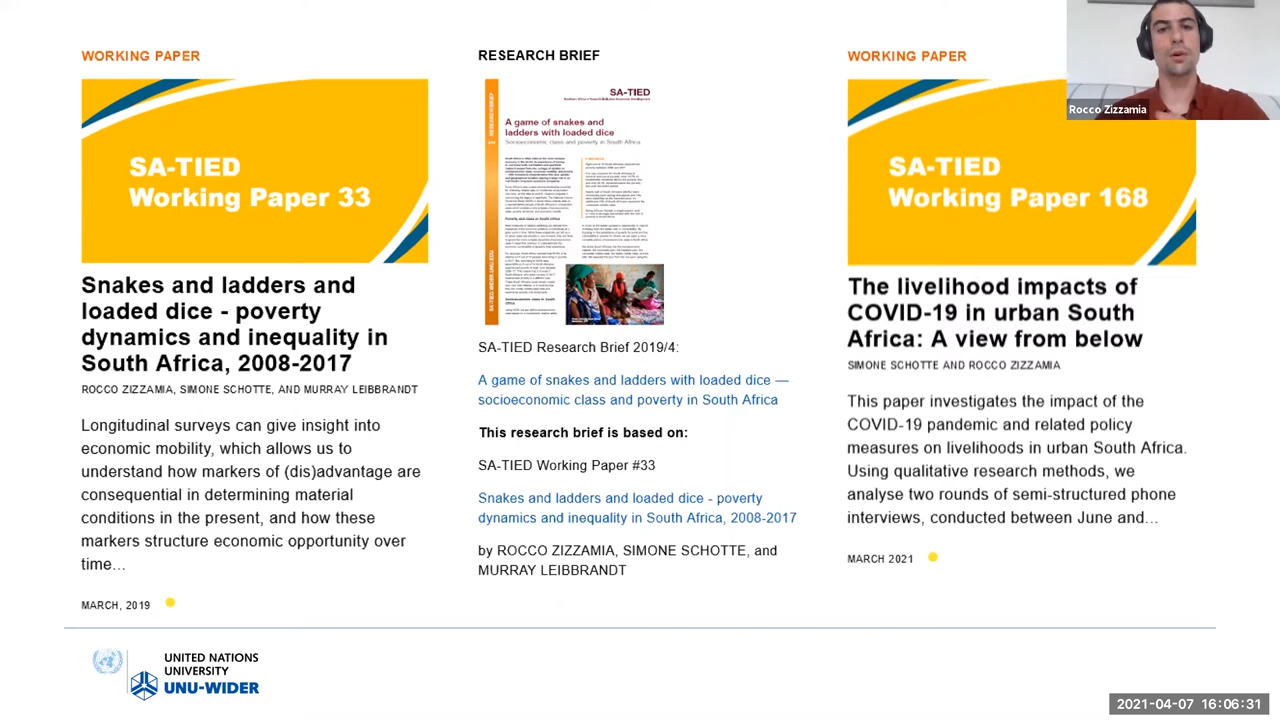 WORKING PAPER
SA-TIED
Working Paper
Snakes and ladders and
loaded dice - poverty
dynamics and inequality in
South Africa, 2008-2017
ROCCO ZIZZAMIA, SIMONE SCHOTTE, AND MURRAY LEIBBRANDT
Longitudinal surveys can give insight into
economic mobility, which allows us to
understand how markers of (dis)advantage are
consequential in determining material
conditions in the present, and how these
markers structure economic opportunity over
time...
MARCH, 2019
RESEARCH BRIEF
SA-TIED
A game of snakes and
ladders with loaded dice
Socioeconomic, class and poverty in South Africa
SA-TIED Research Brief 2019/4:
A game of snakes and ladders with loaded dice —
socioeconomic class and poverty in South Africa
This research brief is based on:
SA-TIED Working Paper #33
Snakes and ladders and loaded dice - poverty
dynamics and inequality in South Africa, 2008-2017
by ROCCO ZIZZAMIA, SIMONE SCHOTTE, and
MURRAY LEIBBRANDT
WORKING PAPER
SA-TIED
Working Paper 168
The livelihood impacts of
COVID-19 in urban South
Africa: A view from below
SIMONE SCHOTTE AND ROCCO ZIZZAMIA
This paper investigates the impact of the
COVID-19 pandemic and related policy
measures on livelihoods in urban South Africa.
Using qualitative research methods, we
analyse two rounds of semi-structured phone
interviews, conducted between June and...
MARCH 2021
Rocco Zizzamia
UNITED NATIONS
UNIVERSITY
UNU-WIDER
2021-04-07 16:06:31